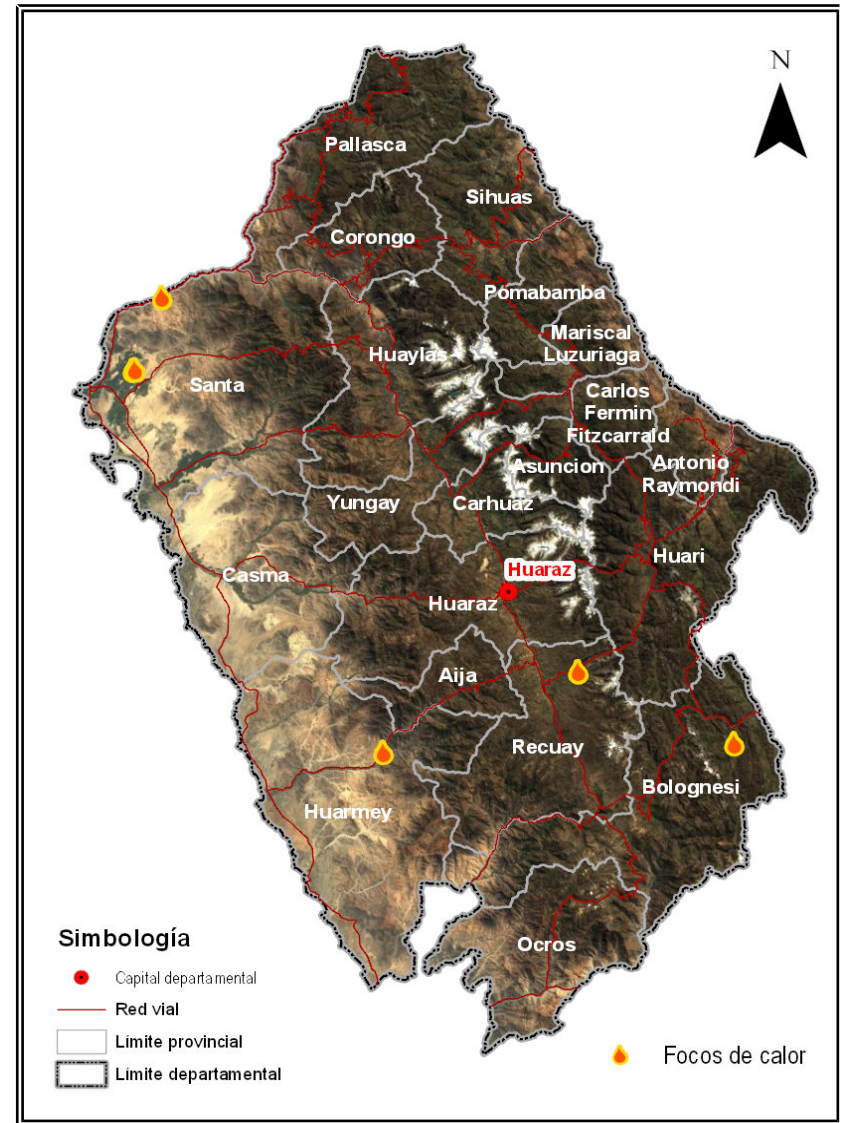 N
Pallasca
Sihuas
Corongo
Pomabamba
Mariscal
Luzuriaga
Huaylas
Santa
Carlos
Fermin
Fitzcarrald
Asuncion
Antonio
Raymondi
Yungay
Carhuaz
Huari
Casma
Huaraz
Huaraz
Aija
Recuay
Bolognesi
Huarmey
Ocros
Simbología
Capital departamental
Red vial
Límite provincial
Límite departamental
Focos de calor